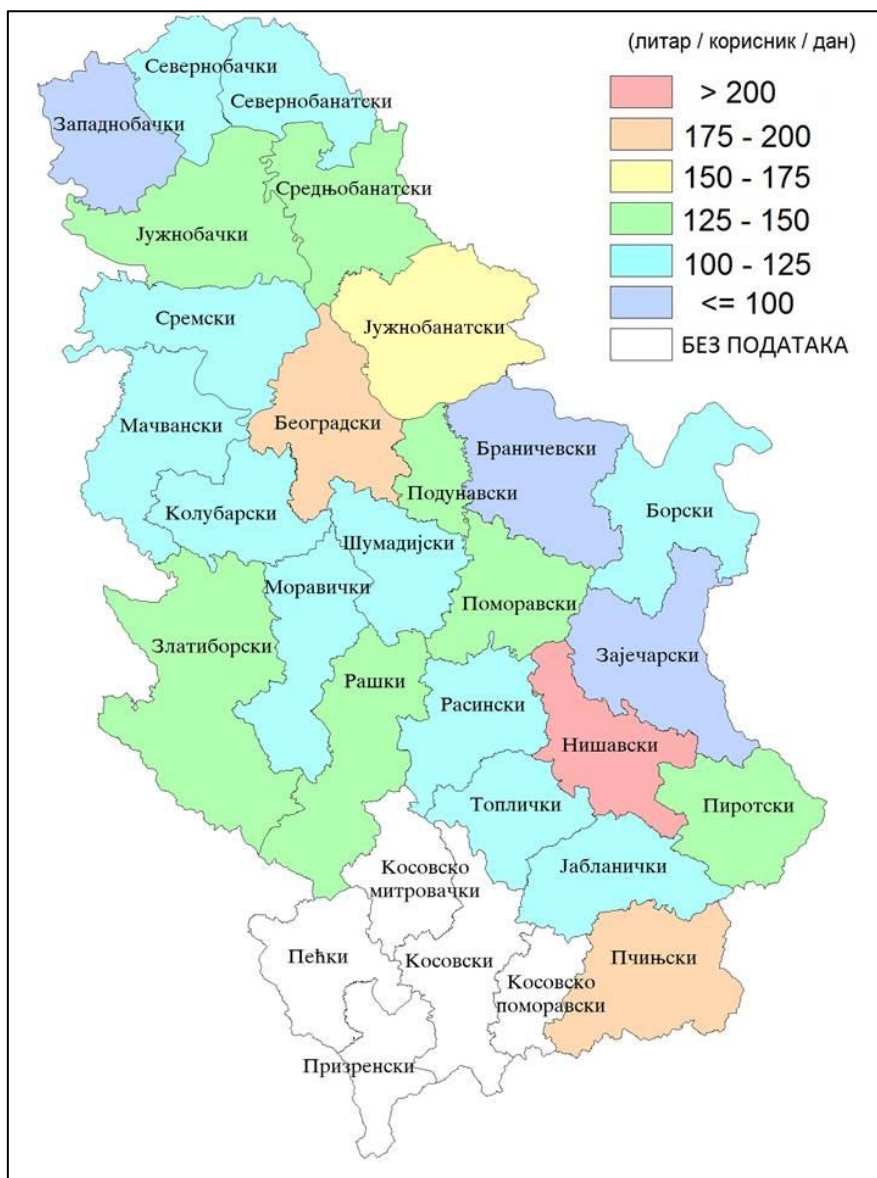 (литар / корисник / дан)
> 200
175 - 200
150 - 175
125 - 150
100 - 125
<= 100
БЕЗ ПОДАТАКА
Севернобачки
Севернобанатски
Западнобачки
Средњобанатски
Јужнобачки
Сремски
Јужнобанатски
Мачвански
Београдски
Браничевски
Подунавски
Колубарски
Борски
Шумадијски
Моравички
Поморавски
Златиборски
Зајечарски
Рашки
Расински
Нишавски
Топлички
Пиротски
Косовско
митровачки
Јабланички
Пећки
Косовски
Косовско
поморавски
Пчињски
Призренски